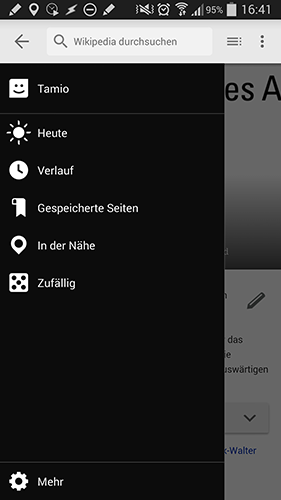 95% 16:41
Wikipedia durchsuchen
es A
Tamio
Heute
Verlauf
Gespeicherte Seiten
In der Nähe
Zufällig
das
ie
uswärtigen
k-Walter
Mehr